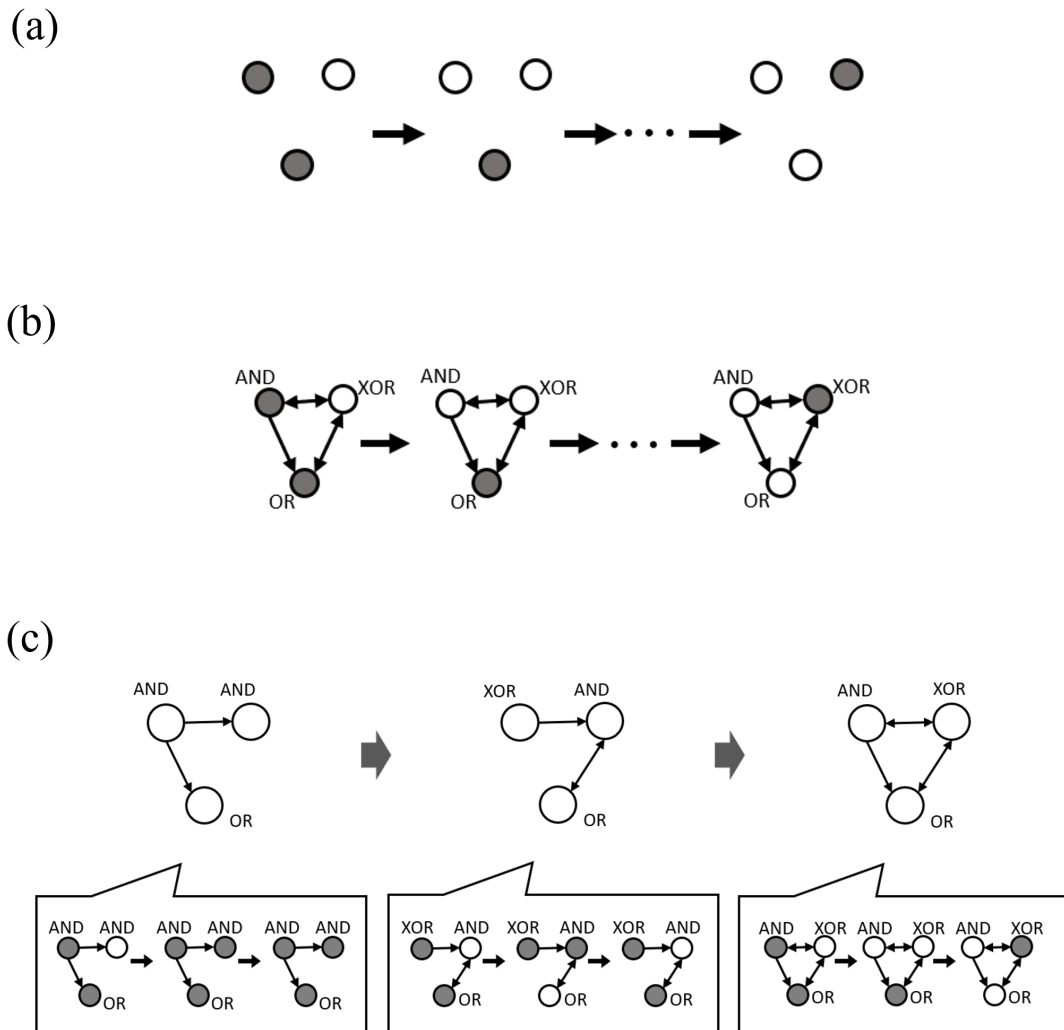 (a)
(b)
AND XOR AND XOR AND XOR
OR OR OR
(c)
AND AND XOR AND AND XOR
OR OR OR
AND AND AND AND AND AND XOR AND XOR AND XOR AND AND XOR AND XOR AND XOR
OR OR OR OR OR OR OR OR OR